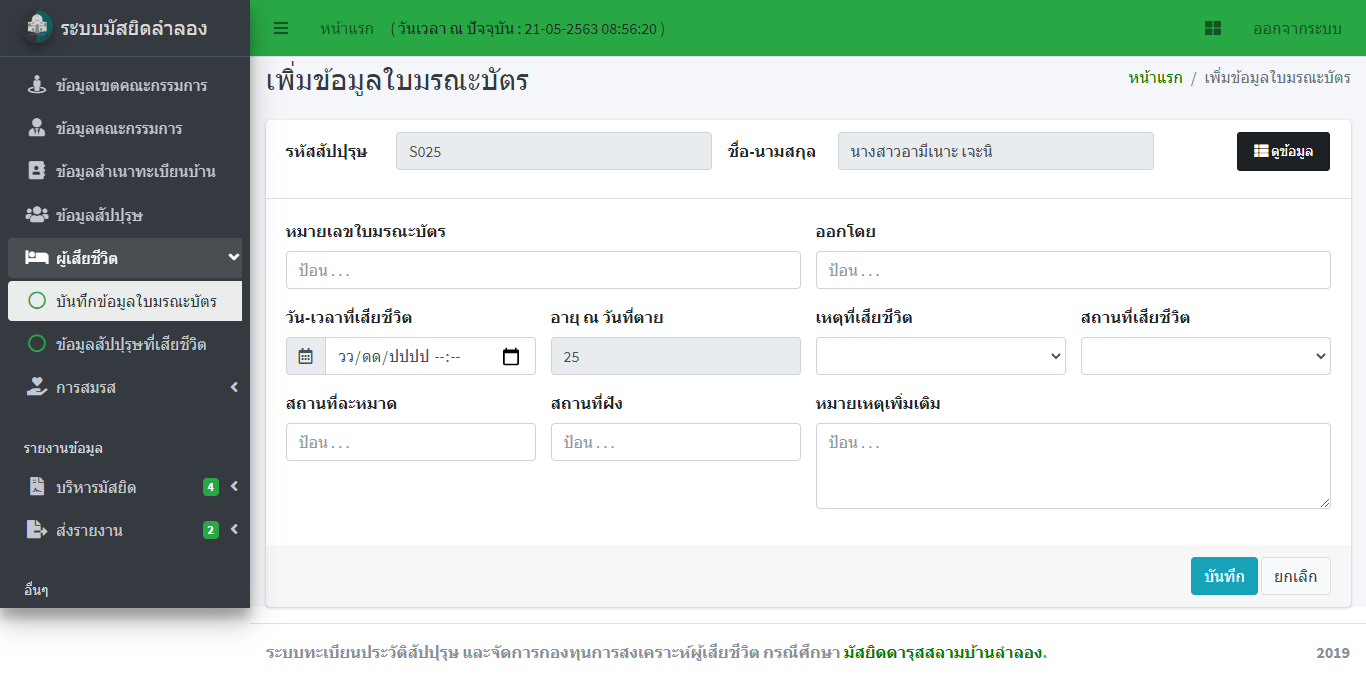 ระบบมัสยิดลำลอง
หน้าแรก ( วันเวลา ณ ปัจจุบัน : 21-05-2563 08:56:20 )
ออกจากระบบ
ข้อมูลเขตคณะกรรมการ
ข้อมูลคณะกรรมการ
ข้อมูลสำเนาทะเบียนบ้าน
ข้อมูลสัปปุรุษ
ผู้เสียชีวิต
บันทึกข้อมูลใบมรณะบัตร
ข้อมูลสัปปุรุษที่เสียชีวิต
การสมรส
รายงานข้อมูล
บริหารมัสยิด 4
ส่งรายงาน 2
อื่นๆ
เพิ่มข้อมูลใบมรณะบัตร
หน้าแรก / เพิ่มข้อมูลใบมรณะบัตร
รหัสสัปปุรุษ S025 ชื่อ-นามสกุล นางสาวอามีเนาะ เจะนิ ดูข้อมูล
หมายเลขใบมรณะบัตร ออกโดย
ป้อน . . . ป้อน . . .
วัน-เวลาที่เสียชีวิต อายุ ณ วันที่ตาย เหตุที่เสียชีวิต สถานที่เสียชีวิต
วว/ดด/ปปปป --:-- 25
สถานที่ละหมาด สถานที่ฝัง หมายเหตุเพิ่มเติม
ป้อน . . . ป้อน . . . ป้อน . . .
บันทึก ยกเลิก
ระบบทะเบียนประวัติสัปปุรุษ และจัดการกองทุนการสงเคราะห์ผู้เสียชีวิต กรณีศึกษา มัสยิดดารุสสลามบ้านลำลอง. 2019